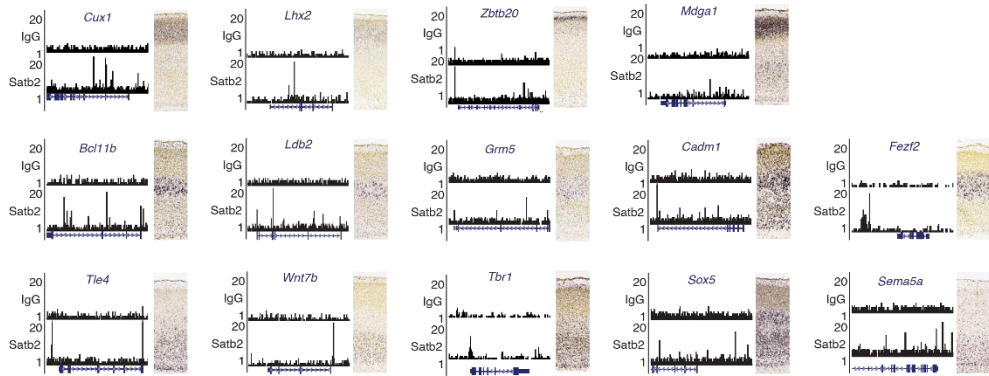 Cux1
20
IgG
1
20
Satb2
1
Lhx2
20
IgG
1
20
Satb2
1
Zbtb20
20
IgG
1
20
Satb2
1
Mdga1
20
IgG
1
20
Satb2
1
Bcl11b
20
IgG
1
20
Satb2
1
Ldb2
20
IgG
1
20
Satb2
1
Grm5
20
IgG
1
20
Satb2
1
Cadm1
20
IgG
1
20
Satb2
1
Fezf2
20
IgG
1
20
Satb2
1
Tle4
20
IgG
1
20
Satb2
1
Wnt7b
20
IgG
1
20
Satb2
1
Tbr1
20
IgG
1
20
Satb2
1
Sox5
20
IgG
1
20
Satb2
1
Sema5a
20
IgG
1
20
Satb2
1